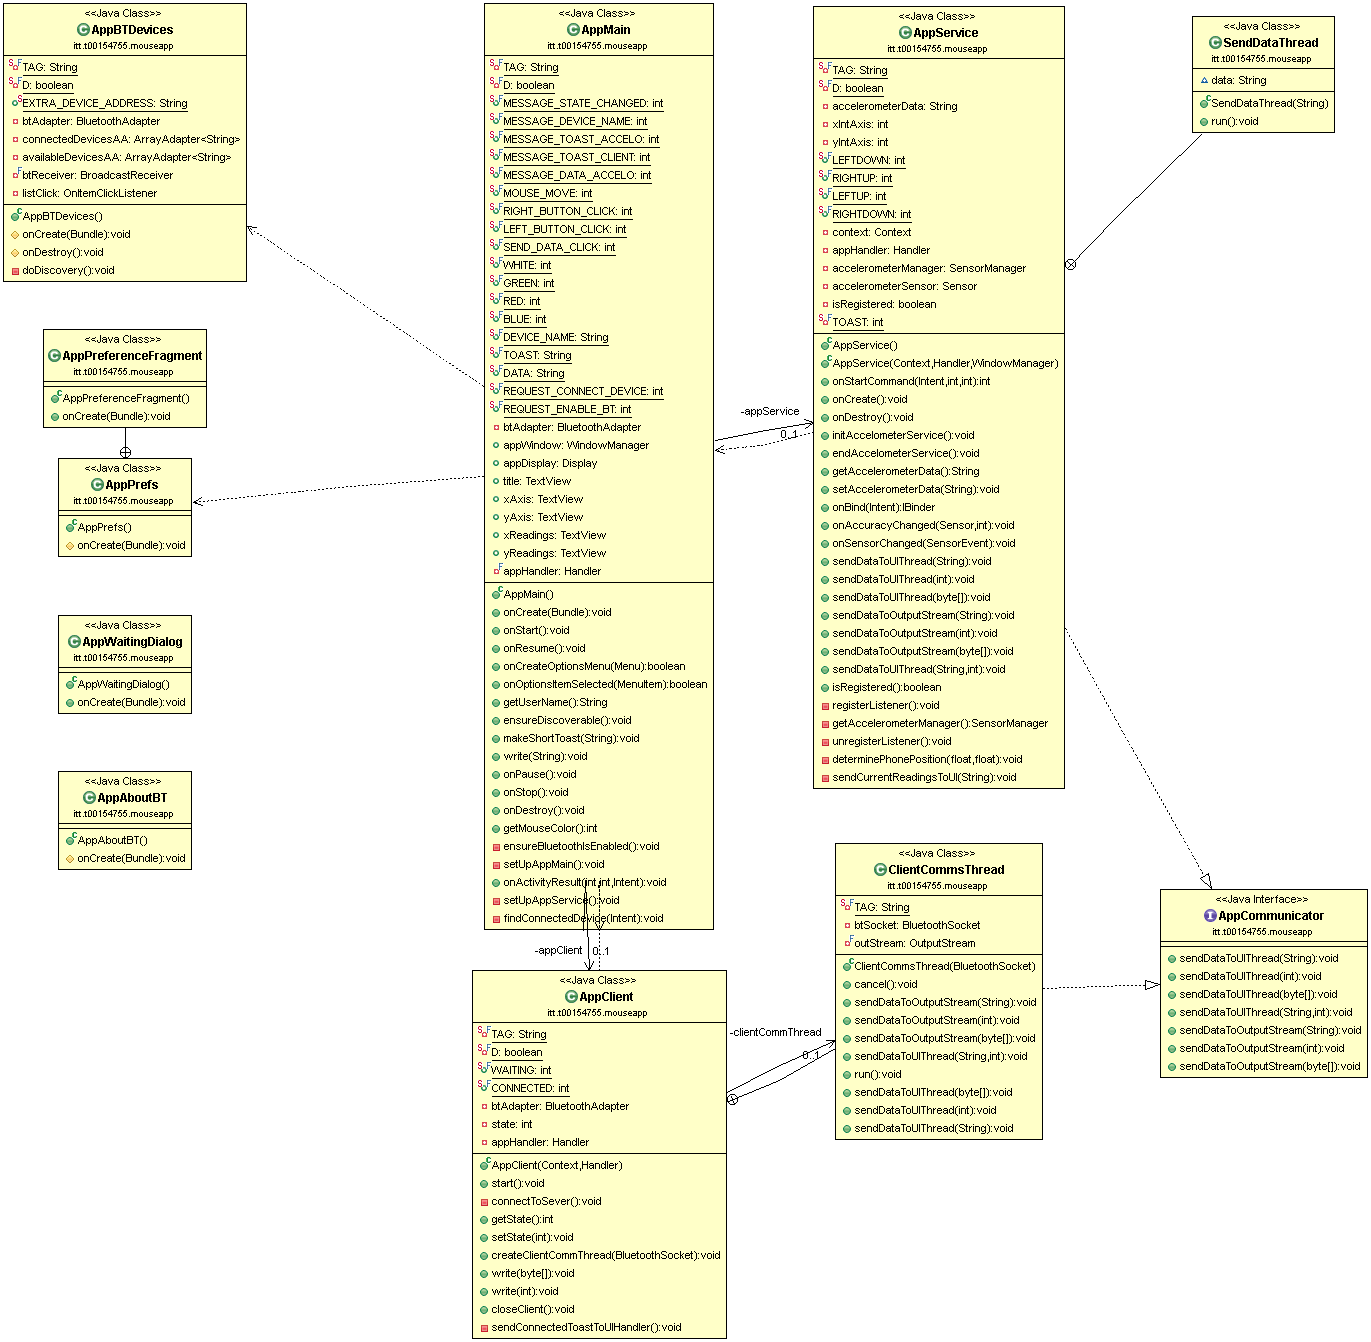 <<Java Class>>
AppBTDevices
itt.t00154755.mouseapp
TAG: String
D: boolean
EXTRA_DEVICE_ADDRESS: String
btAdapter: BluetoothAdapter
connectedDevicesAA: ArrayAdapter<String>
availableDevicesAA: ArrayAdapter<String>
btReceiver: BroadcastReceiver
listClick: OnItemClickListener
AppBTDevices()
onCreate(Bundle):void
onDestroy():void
doDiscovery():void
<<Java Class>>
AppPreferenceFragment
itt.t00154755.mouseapp
AppPreferenceFragment()
onCreate(Bundle):void
<<Java Class>>
AppPrefs
itt.t00154755.mouseapp
AppPrefs()
onCreate(Bundle):void
<<Java Class>>
AppWaitingDialog
itt.t00154755.mouseapp
AppWaitingDialog()
onCreate(Bundle):void
<<Java Class>>
AppAboutBT
itt.t00154755.mouseapp
AppAboutBT()
onCreate(Bundle):void
<<Java Class>>
AppMain
itt.t00154755.mouseapp
TAG: String
D: boolean
MESSAGE_STATE_CHANGED: int
MESSAGE_DEVICE_NAME: int
MESSAGE_TOAST_ACCELO: int
MESSAGE_TOAST_CLIENT: int
MESSAGE_DATA_ACCELO: int
MOUSE_MOVE: int
RIGHT_BUTTON_CLICK: int
LEFT_BUTTON_CLICK: int
SEND_DATA_CLICK: int
WHITE: int
GREEN: int
RED: int
BLUE: int
DEVICE_NAME: String
TOAST: String
DATA: String
REQUEST_CONNECT_DEVICE: int
REQUEST_ENABLE_BT: int
btAdapter: BluetoothAdapter
appWindow: WindowManager
appDisplay: Display
title: TextView
xAxis: TextView
yAxis: TextView
xReadings: TextView
yReadings: TextView
appHandler: Handler
AppMain()
onCreate(Bundle):void
onStart():void
onResume():void
onCreateOptionsMenu(Menu):boolean
onOptionsItemSelected(MenuItem):boolean
getUserName():String
ensureDiscoverable():void
makeShortToast(String):void
write(String):void
onPause():void
onStop():void
onDestroy():void
getMouseColor():int
ensureBluetoothIsEnabled():void
setUpAppMain():void
onActivityResult(int,int,Intent):void
setUpAppService():void
findConnectedDevice(Intent):void
-appService
0..1
-appClient
0..1
<<Java Class>>
AppClient
itt.t00154755.mouseapp
TAG: String
D: boolean
WAITING: int
CONNECTED: int
btAdapter: BluetoothAdapter
state: int
appHandler: Handler
AppClient(Context,Handler)
start():void
connectToSever():void
getState():int
setState(int):void
createClientCommThread(BluetoothSocket):void
write(byte[]):void
write(int):void
closeClient():void
sendConnectedToastToUIHandler():void
-clientCommThread
0..1
<<Java Class>>
AppService
itt.t00154755.mouseapp
TAG: String
D: boolean
accelerometerData: String
xIntAxis: int
yIntAxis: int
LEFTDOWN: int
RIGHTUP: int
LEFTUP: int
RIGHTDOWN: int
context: Context
appHandler: Handler
accelerometerManager: SensorManager
accelerometerSensor: Sensor
isRegistered: boolean
TOAST: int
AppService()
AppService(Context,Handler,WindowManager)
onStartCommand(Intent,int,int):int
onCreate():void
onDestroy():void
initAccelometerService():void
endAccelometerService():void
getAccelerometerData():String
setAccelerometerData(String):void
onBind(Intent):IBinder
onAccuracyChanged(Sensor,int):void
onSensorChanged(SensorEvent):void
sendDataToUIThread(String):void
sendDataToUIThread(int):void
sendDataToUIThread(byte[]):void
sendDataToOutputStream(String):void
sendDataToOutputStream(int):void
sendDataToOutputStream(byte[]):void
sendDataToUIThread(String,int):void
isRegistered():boolean
registerListener():void
getAccelerometerManager():SensorManager
unregisterListener():void
determinePhonePosition(float,float):void
sendCurrentReadingsToUI(String):void
<<Java Class>>
ClientCommsThread
itt.t00154755.mouseapp
TAG: String
btSocket: BluetoothSocket
outStream: OutputStream
ClientCommsThread(BluetoothSocket)
cancel():void
sendDataToOutputStream(String):void
sendDataToOutputStream(int):void
sendDataToOutputStream(byte[]):void
sendDataToUIThread(String,int):void
run():void
sendDataToUIThread(byte[]):void
sendDataToUIThread(int):void
sendDataToUIThread(String):void
<<Java Class>>
SendDataThread
itt.t00154755.mouseapp
data: String
SendDataThread(String)
run():void
<<Java Interface>>
AppCommunicator
itt.t00154755.mouseapp
sendDataToUIThread(String):void
sendDataToUIThread(int):void
sendDataToUIThread(byte[]):void
sendDataToUIThread(String,int):void
sendDataToOutputStream(String):void
sendDataToOutputStream(int):void
sendDataToOutputStream(byte[]):void